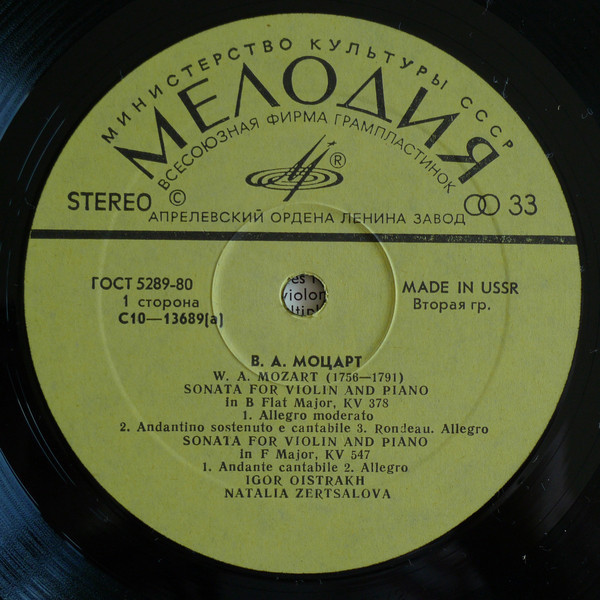 МИНИСТЕРСТВО КУЛЬТУРЫ СССР
МЕЛОДИЯ
ВСЕСОЮЗНАЯ ФИРМА ГРАМПЛАСТИНОК
®
STEREO ©
33
АПРЕЛЕВСКИЙ ОРДЕНА ЛЕНИНА ЗАВОД
ГОСТ 5289-80
1 сторона
С10—13689(а)
MADE IN USSR
Вторая гр.
В. А. МОЦАРТ
W. A. MOZART (1756—1791)
SONATA FOR VIOLIN AND PIANO
in B Flat Major, KV 378
1. Allegro moderato
2. Andantino sostenuto e cantabile 3. Rondeau. Allegro
SONATA FOR VIOLIN AND PIANO
in F Major, KV 547
1. Andante cantabile 2. Allegro
IGOR OISTRAKH
NATALIA ZERTSALOVA